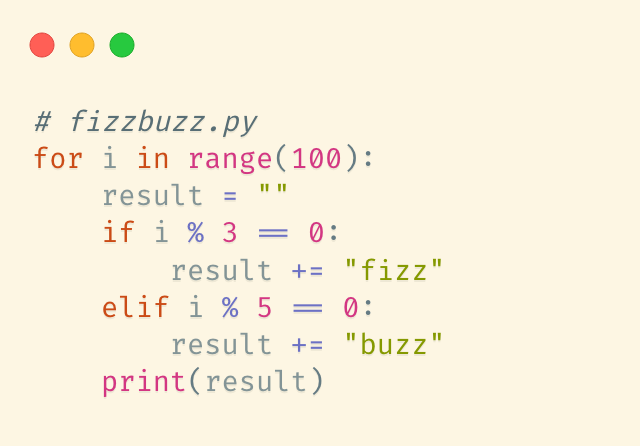 # fizzbuzz.py
for i in range(100):
    result = ""
    if i % 3 == 0:
        result += "fizz"
    elif i % 5 == 0:
        result += "buzz"
    print(result)